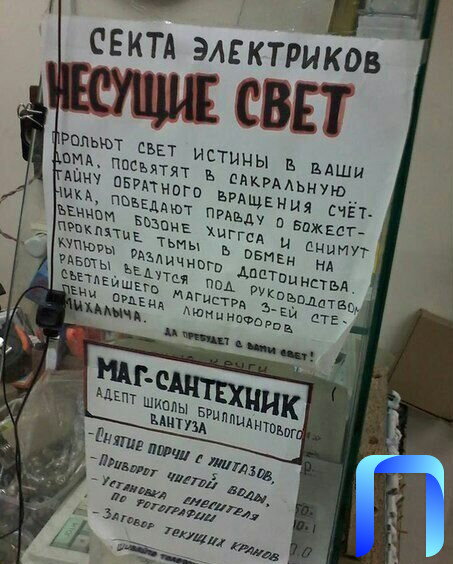 СЕКТА ЭЛЕКТРИКОВ
НЕСУЩИЕ СВЕТ
ПРОЛЬЮТ СВЕТ ИСТИНЫ В ВАШИ
ДОМА, ПОСВЯТЯТ В САКРАЛЬНУЮ
ТАЙНУ ОБРАТНОГО ВРАЩЕНИЯ СЧЁТ-
ЧИКА, ПОВЕДАЮТ ПРАВДУ О БОЖЕСТ-
ВЕННОМ БОЗОНЕ ХИГГСА И СНИМУТ
ПРОКЛЯТИЕ ТЬМЫ В ОБМЕН НА
КУПЮРЫ РАЗЛИЧНОГО ДОСТОИНСТВА.
РАБОТЫ ВЕДУТСЯ ПОД РУКОВОДСТВОМ
СВЕТЛЕЙШЕГО МАГИСТРА 3-ЕЙ СТЕ-
ПЕНИ ОРДЕНА ЛЮМИНОФОРОВ
МИХАЛЫЧА.
ДА ПРЕБУДЕТ С ВАМИ СВЕТ!
МАГ-САНТЕХНИК
АДЕПТ ШКОЛЫ БРИЛЛИАНТОВОГО
ВАНТУЗА
- СНЯТИЕ ПОРЧИ С УНИТАЗОВ,
- ПРИВОРОТ ЧИСТОЙ ВОДЫ,
- УСТАНОВКА СМЕСИТЕЛЯ
ПО ФОТОГРАФИИ
- ЗАГОВОР ТЕКУЩИХ КРАНОВ